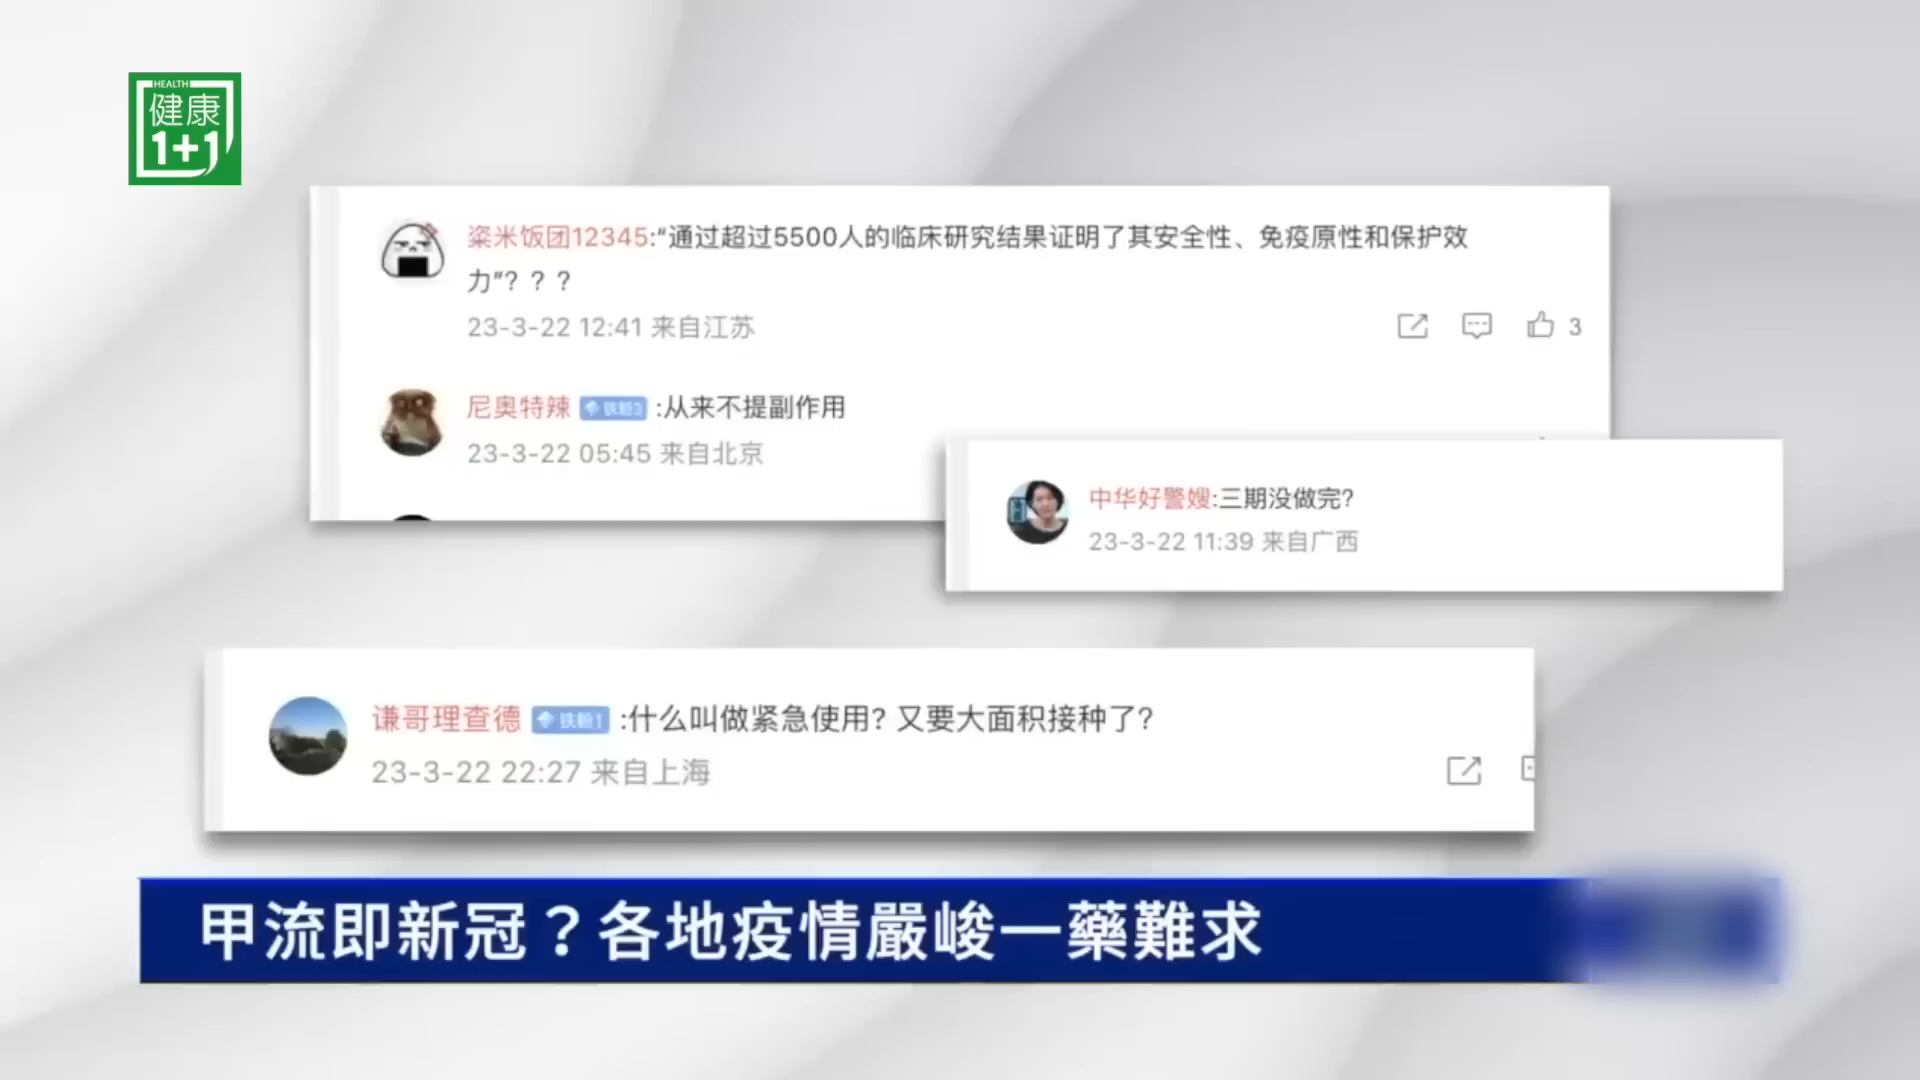 HEALTH
健康
1+1
粢米饭团12345:“通过超过5500人的临床研究结果证明了其安全性、免疫原性和保护效
力”？？？
23-3-22 12:41 来自江苏
3
尼奥特辣 铁粉3 :从来不提副作用
23-3-22 05:45 来自北京
中华好警嫂:三期没做完?
23-3-22 11:39 来自广西
谦哥理查德 铁粉1 :什么叫做紧急使用? 又要大面积接种了?
23-3-22 22:27 来自上海
甲流即新冠？各地疫情嚴峻一藥難求